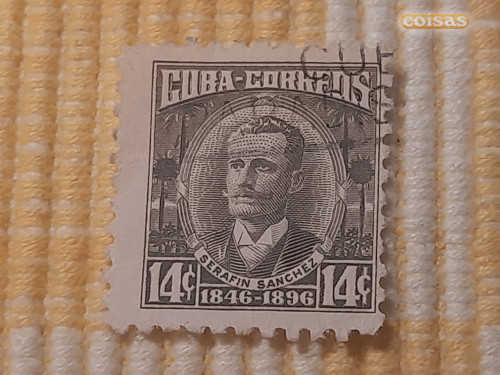 coisas
CUBA-CORREOS
SERAFIN SANCHEZ
14¢ 14¢
1846-1896